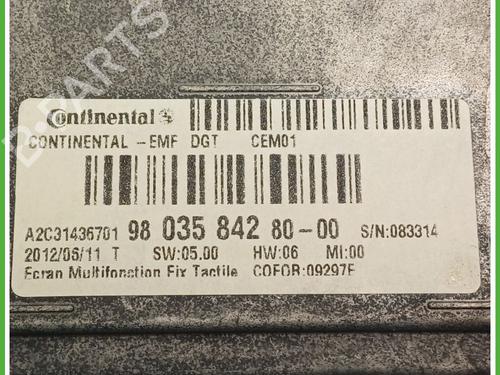 Continental
CONTINENTAL -EMF DGT CEM01
A2C31436701 98 035 842 80-00 S/N:083314
2012/06/11 T SW:05.00 HW:06 MI:00
Ecran Multifonction Fix Tactile COFOR:09297E
B-PARTS